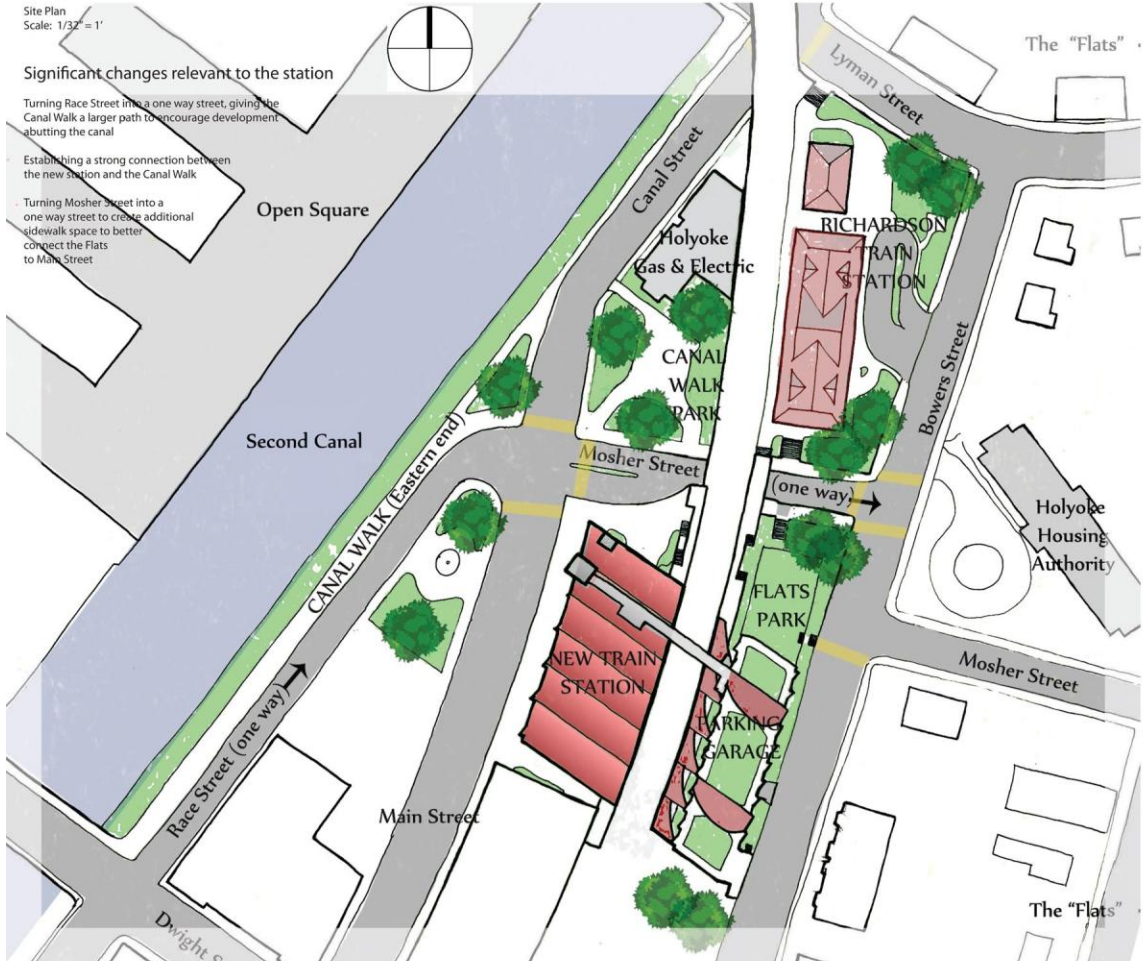 Site Plan
Scale: 1/32" = 1'
Significant changes relevant to the station
Turning Race Street into a one way street, giving the
Canal Walk a larger path to encourage development
abutting the canal
Establishing a strong connection between
the new station and the Canal Walk
Turning Mosher Street into a
one way street to create additional
sidewalk space to better
connect the Flats
to Main Street
The "Flats"
Lyman Street
Canal Street
Open Square
Holyoke
Gas & Electric
RICHARDSON
TRAIN
STATION
CANAL
WALK
PARK
Bowers Street
Second Canal
CANAL WALK (Eastern end)
Mosher Street
(one way)
Holyoke
Housing
Authority
FLATS
PARK
NEW TRAIN
STATION
Mosher Street
PARKING
GARAGE
Race Street (one way)
Main Street
Dwight S
The "Flats"